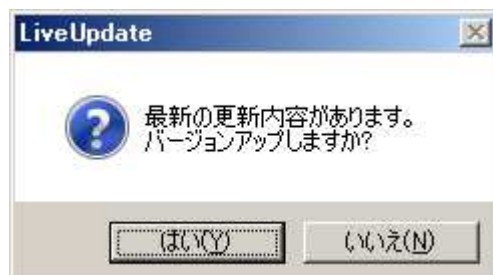 LiveUpdate
最新の更新内容があります。
バージョンアップしますか?
はい(Y)
いいえ(N)